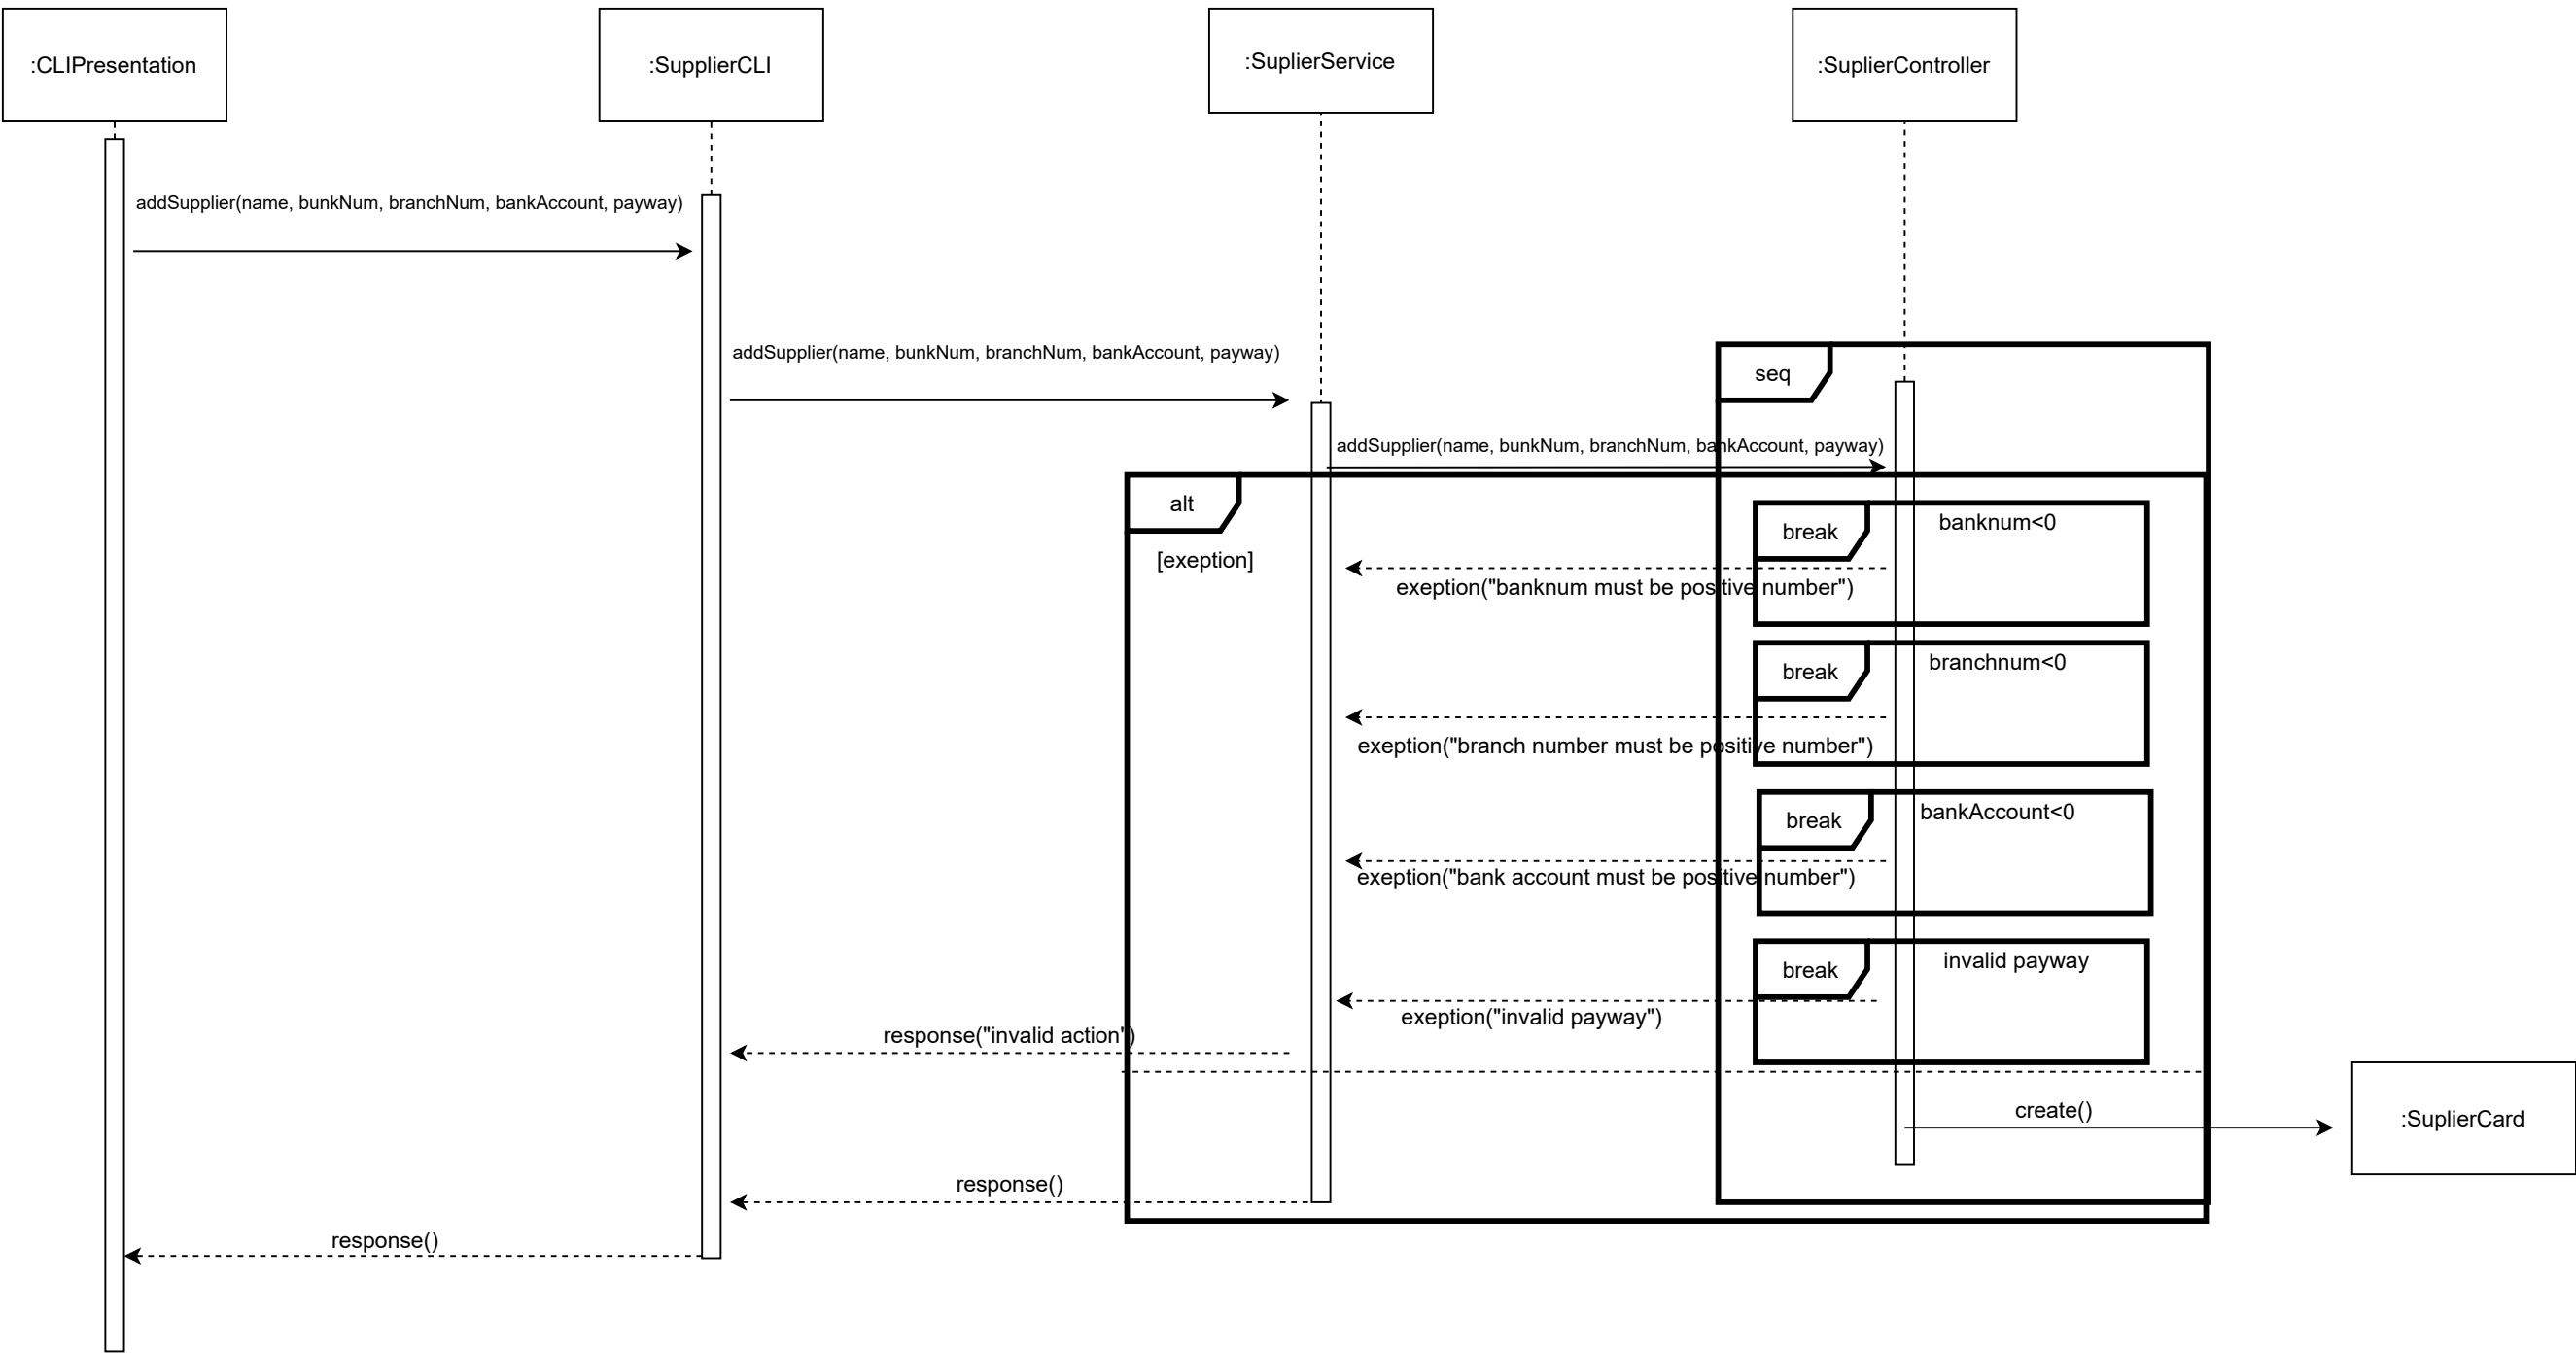 :CLIPresentation
:SupplierCLI
:SuplierService
:SuplierController
addSupplier(name, bunkNum, branchNum, bankAccount, payway)
addSupplier(name, bunkNum, branchNum, bankAccount, payway)
seq
addSupplier(name, bunkNum, branchNum, bankAccount, payway)
alt
[exeption]
break
banknum<0
exeption("banknum must be positive number")
break
branchnum<0
exeption("branch number must be positive number")
break
bankAccount<0
exeption("bank account must be positive number")
break
invalid payway
exeption("invalid payway")
response("invalid action")
create()
:SuplierCard
response()
response()